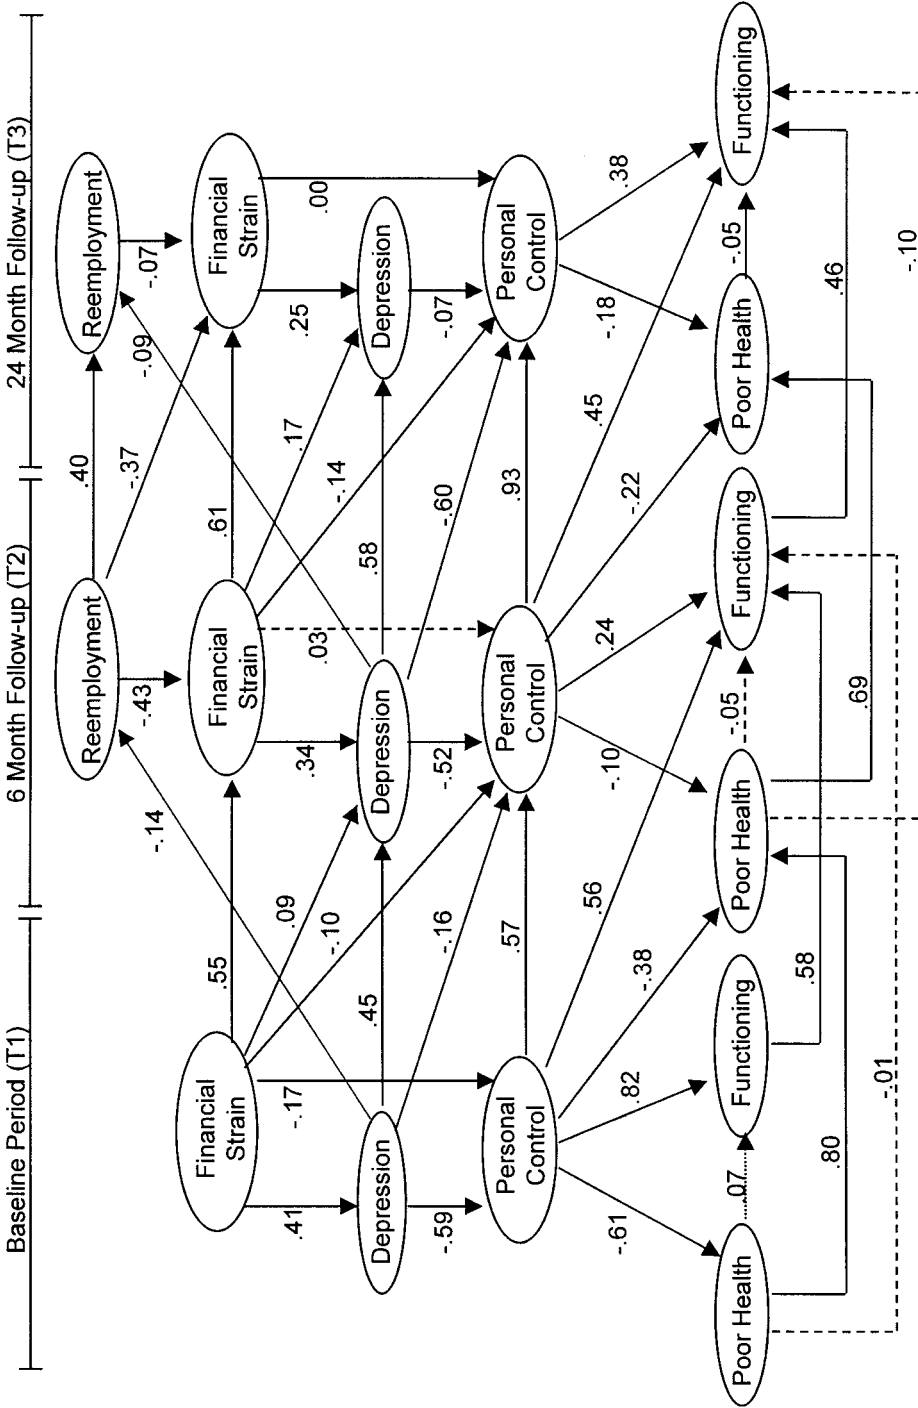 Baseline Period (T1)
6 Month Follow-up (T2)
24 Month Follow-up (T3)
Reemployment
.40
Reemployment
-.14
-.43
-.37
-.09
-.07
Financial
Strain
.55
Financial
Strain
.61
Financial
Strain
.41
-.17
.09
-.10
.34
.03
.17
-.14
.25
.00
Depression
.45
Depression
.58
Depression
-.59
-.16
-.52
-.60
-.07
Personal
Control
.57
Personal
Control
.93
Personal
Control
-.61
.82
-.38
.56
-.10
.24
-.22
.45
-.18
.38
Poor Health
.07
Functioning
Poor Health
-.05
Functioning
Poor Health
-.05
Functioning
.80
.58
.69
.46
-.01
-.10